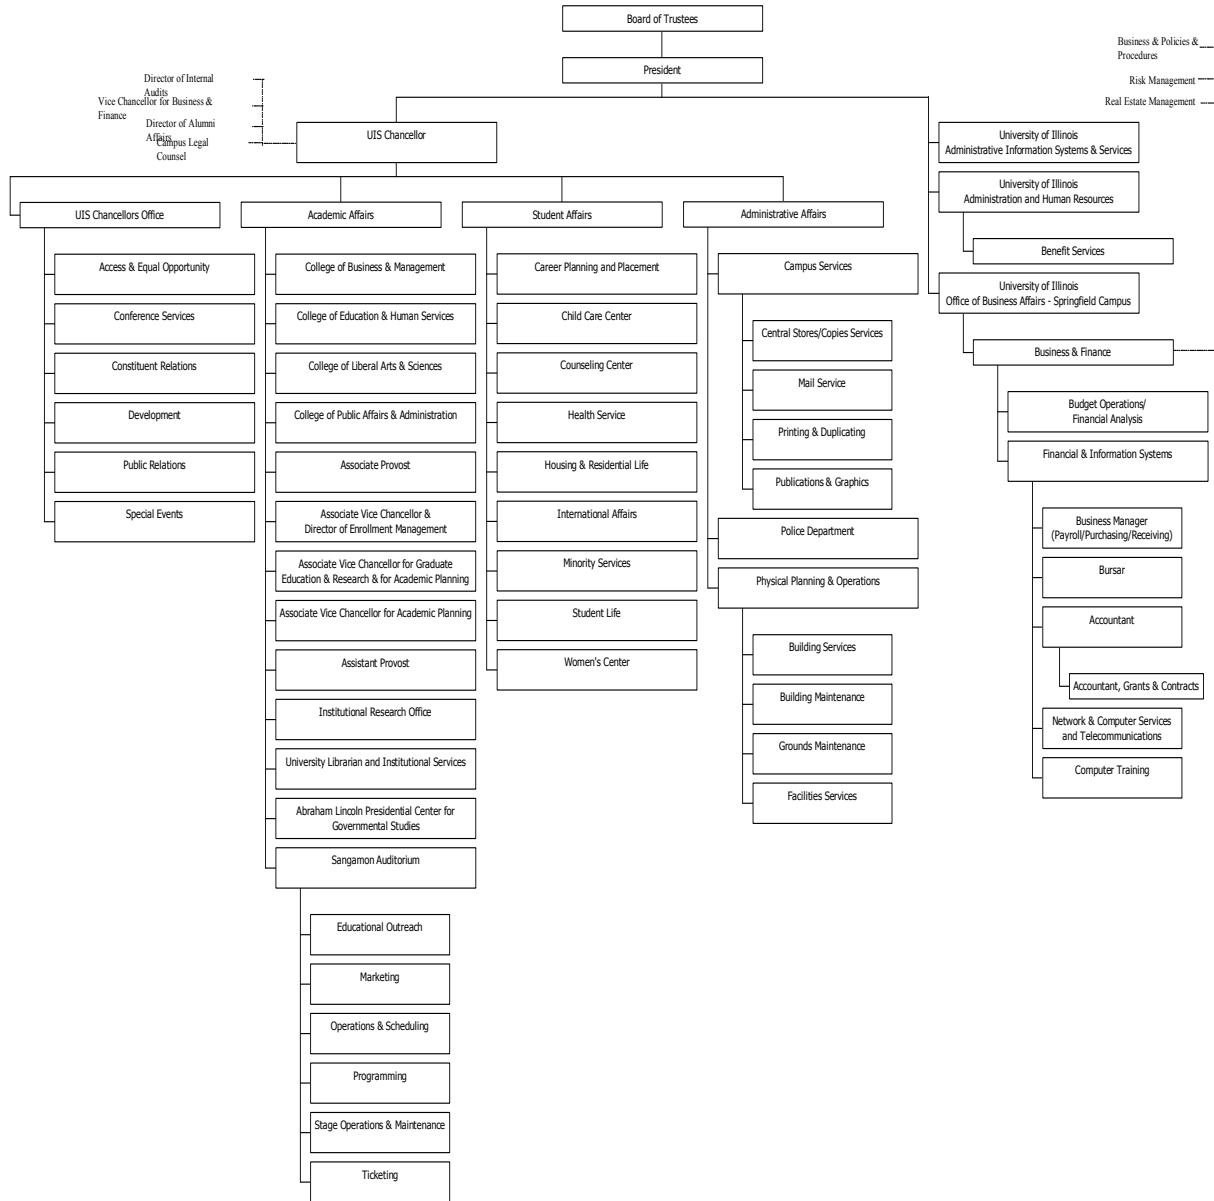 Board of Trustees
President
Business & Policies &
Procedures
Risk Management
Real Estate Management
Director of Internal
Audits
Vice Chancellor for Business &
Finance
Director of Alumni
Affairs
Campus Legal
Counsel
UIS Chancellor
University of Illinois
Administrative Information Systems & Services
University of Illinois
Administration and Human Resources
Benefit Services
University of Illinois
Office of Business Affairs - Springfield Campus
Business & Finance
Budget Operations/
Financial Analysis
Financial & Information Systems
Business Manager
(Payroll/Purchasing/Receiving)
Bursar
Accountant
Accountant, Grants & Contracts
Network & Computer Services
and Telecommunications
Computer Training
UIS Chancellors Office
Access & Equal Opportunity
Conference Services
Constituent Relations
Development
Public Relations
Special Events
Academic Affairs
College of Business & Management
College of Education & Human Services
College of Liberal Arts & Sciences
College of Public Affairs & Administration
Associate Provost
Associate Vice Chancellor &
Director of Enrollment Management
Associate Vice Chancellor for Graduate
Education & Research & for Academic Planning
Associate Vice Chancellor for Academic Planning
Assistant Provost
Institutional Research Office
University Librarian and Institutional Services
Abraham Lincoln Presidential Center for
Governmental Studies
Sangamon Auditorium
Educational Outreach
Marketing
Operations & Scheduling
Programming
Stage Operations & Maintenance
Ticketing
Student Affairs
Career Planning and Placement
Child Care Center
Counseling Center
Health Service
Housing & Residential Life
International Affairs
Minority Services
Student Life
Women's Center
Administrative Affairs
Campus Services
Central Stores/Copies Services
Mail Service
Printing & Duplicating
Publications & Graphics
Police Department
Physical Planning & Operations
Building Services
Building Maintenance
Grounds Maintenance
Facilities Services